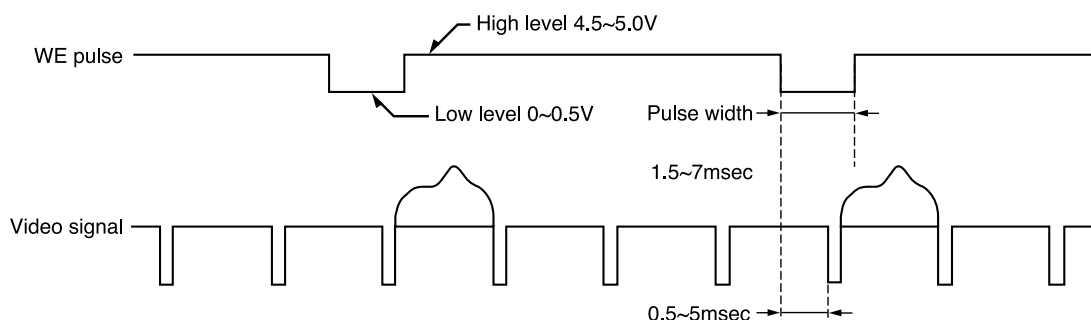 High level 4.5~5.0V
WE pulse
Low level 0~0.5V
Pulse width
1.5~7msec
Video signal
0.5~5msec